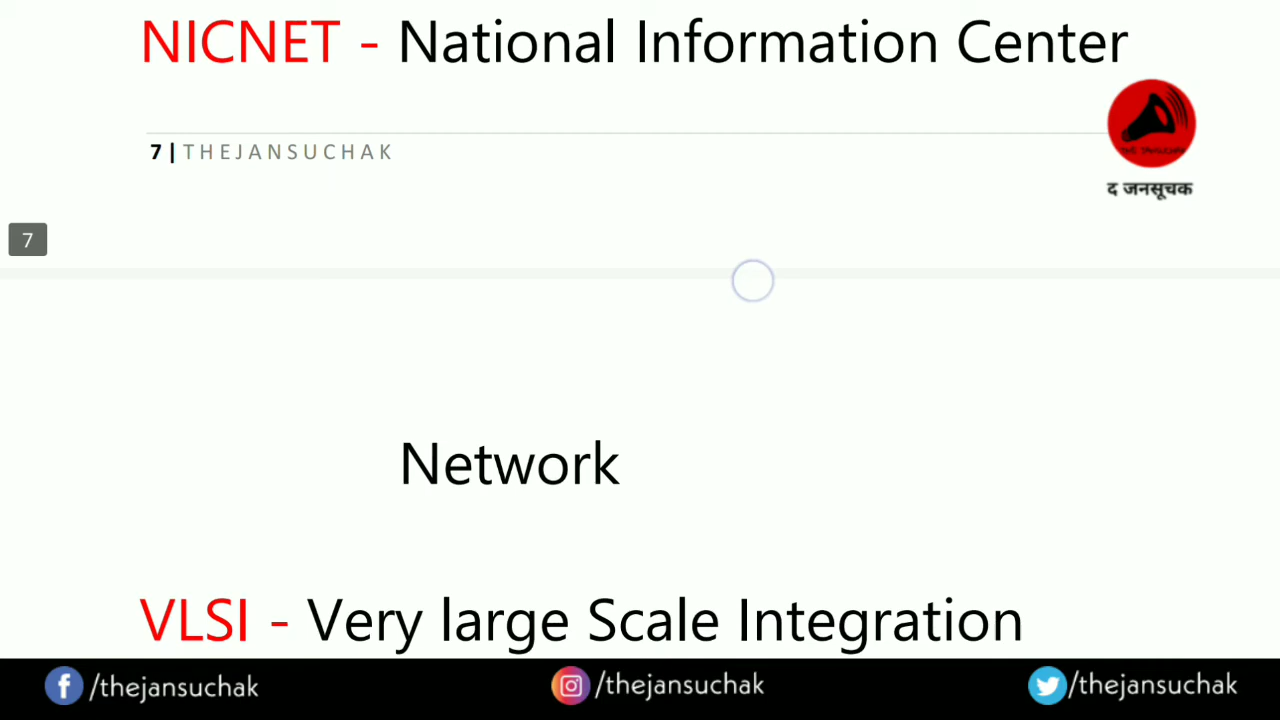 NICNET - National Information Center
7 | THEJANSUCHAK
द जनसूचक
7
Network
VLSI - Very large Scale Integration
/thejansuchak /thejansuchak /thejansuchak